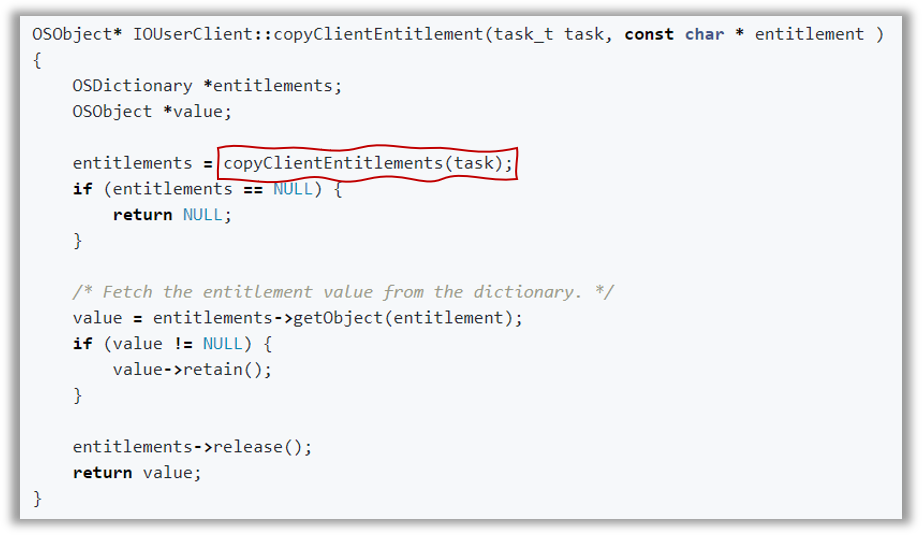 OSObject* IOUserClient::copyClientEntitlement(task_t task, const char * entitlement )
{
    OSDictionary *entitlements;
    OSObject *value;

    entitlements = copyClientEntitlements(task);
    if (entitlements == NULL) {
        return NULL;
    }

    /* Fetch the entitlement value from the dictionary. */
    value = entitlements->getObject(entitlement);
    if (value != NULL) {
        value->retain();
    }

    entitlements->release();
    return value;
}